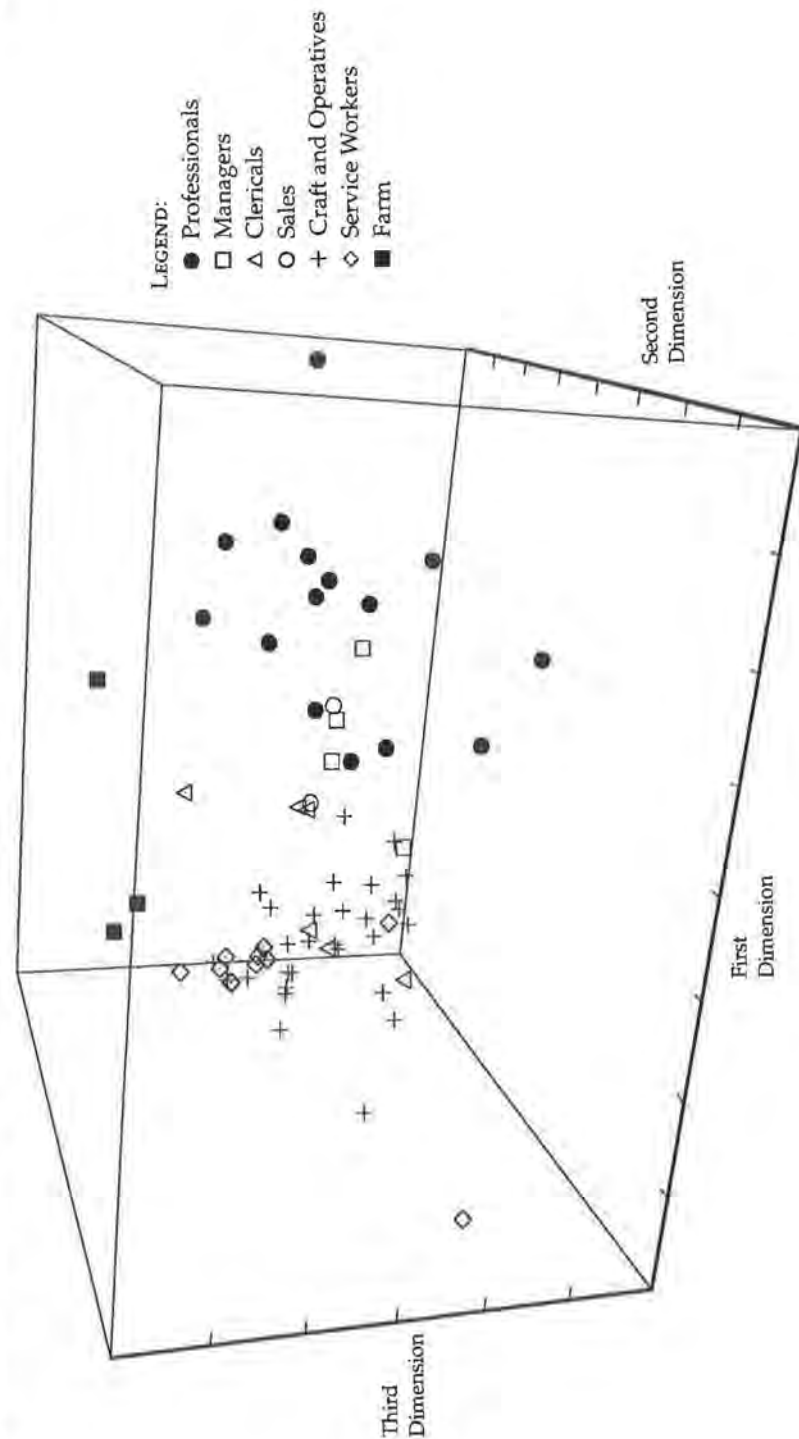 LEGEND:
Professionals
Managers
Clericals
Sales
Craft and Operatives
Service Workers
Farm
Second
Dimension
First
Dimension
Third
Dimension